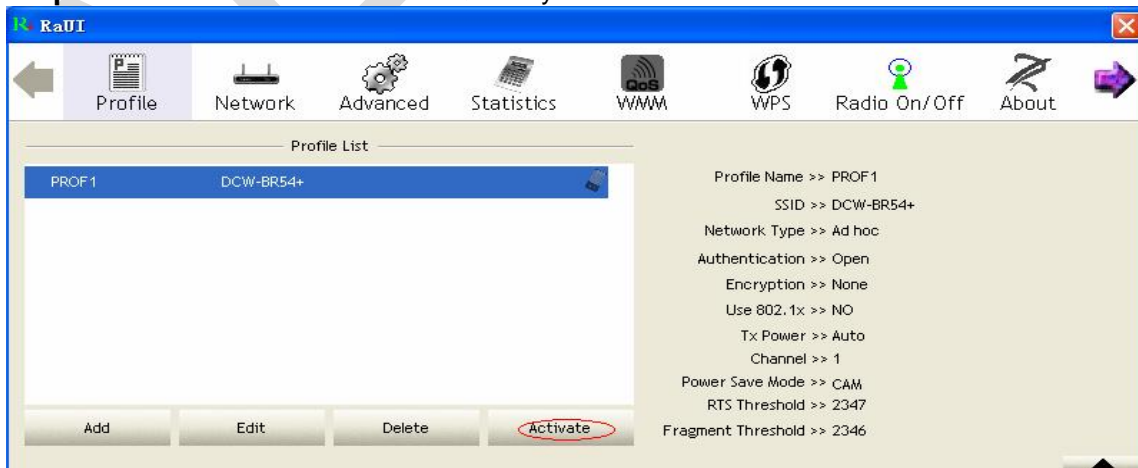 RaUI
Profile Network Advanced Statistics QoS WMM WPS Radio On/Off About
Profile List
PROF1 DCW-BR54+
Profile Name >> PROF1
SSID >> DCW-BR54+
Network Type >> Ad hoc
Authentication >> Open
Encryption >> None
Use 802.1x >> NO
Tx Power >> Auto
Channel >> 1
Power Save Mode >> CAM
RTS Threshold >> 2347
Fragment Threshold >> 2346
Add Edit Delete Activate